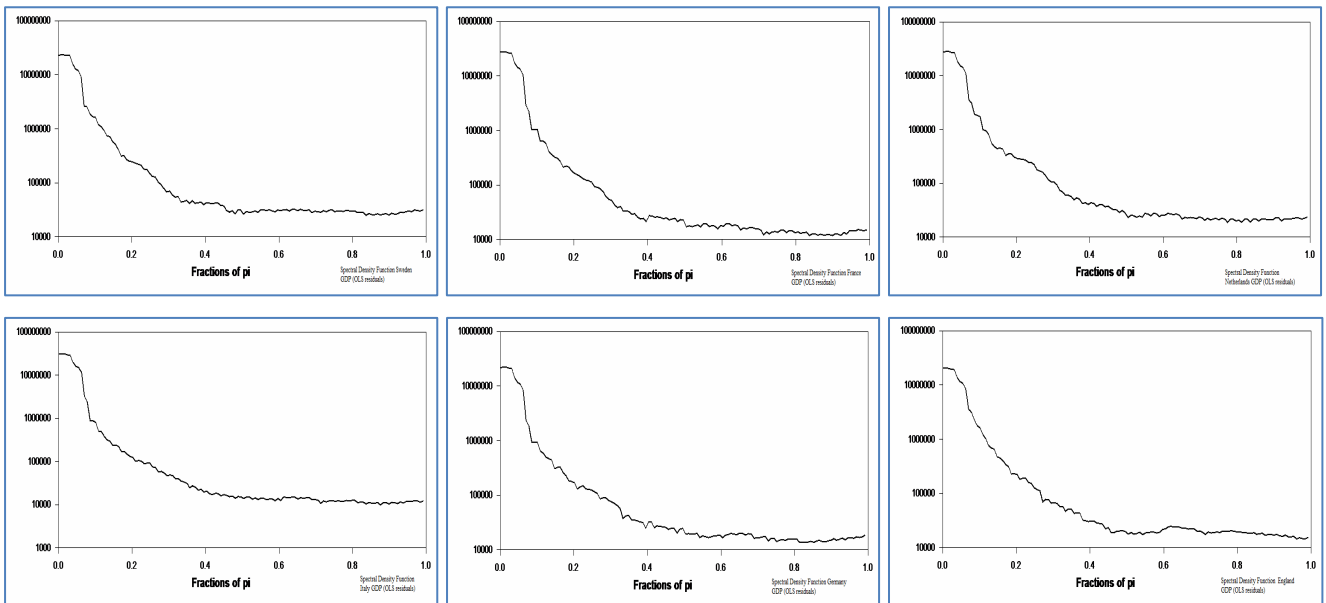 100000000
10000000
1000000
100000
10000
0.0 0.2 0.4 0.6 0.8 1.0
Fractions of pi
Spectral Density Function Sweden
GDP (OLS residuals)
100000000
10000000
1000000
100000
10000
0.0 0.2 0.4 0.6 0.8 1.0
Fractions of pi
Spectral Density Function France
GDP (OLS residuals)
100000000
10000000
1000000
100000
10000
0.0 0.2 0.4 0.6 0.8 1.0
Fractions of pi
Spectral Density Function
Netherlands GDP (OLS residuals)
100000000
10000000
1000000
100000
10000
1000
0.0 0.2 0.4 0.6 0.8 1.0
Fractions of pi
Spectral Density Function
Italy GDP (OLS residuals)
100000000
10000000
1000000
100000
10000
0.0 0.2 0.4 0.6 0.8 1.0
Fractions of pi
Spectral Density Function Germany
GDP (OLS residuals)
100000000
10000000
1000000
100000
10000
0.0 0.2 0.4 0.6 0.8 1.0
Fractions of pi
Spectral Density Function England
GDP (OLS residuals)